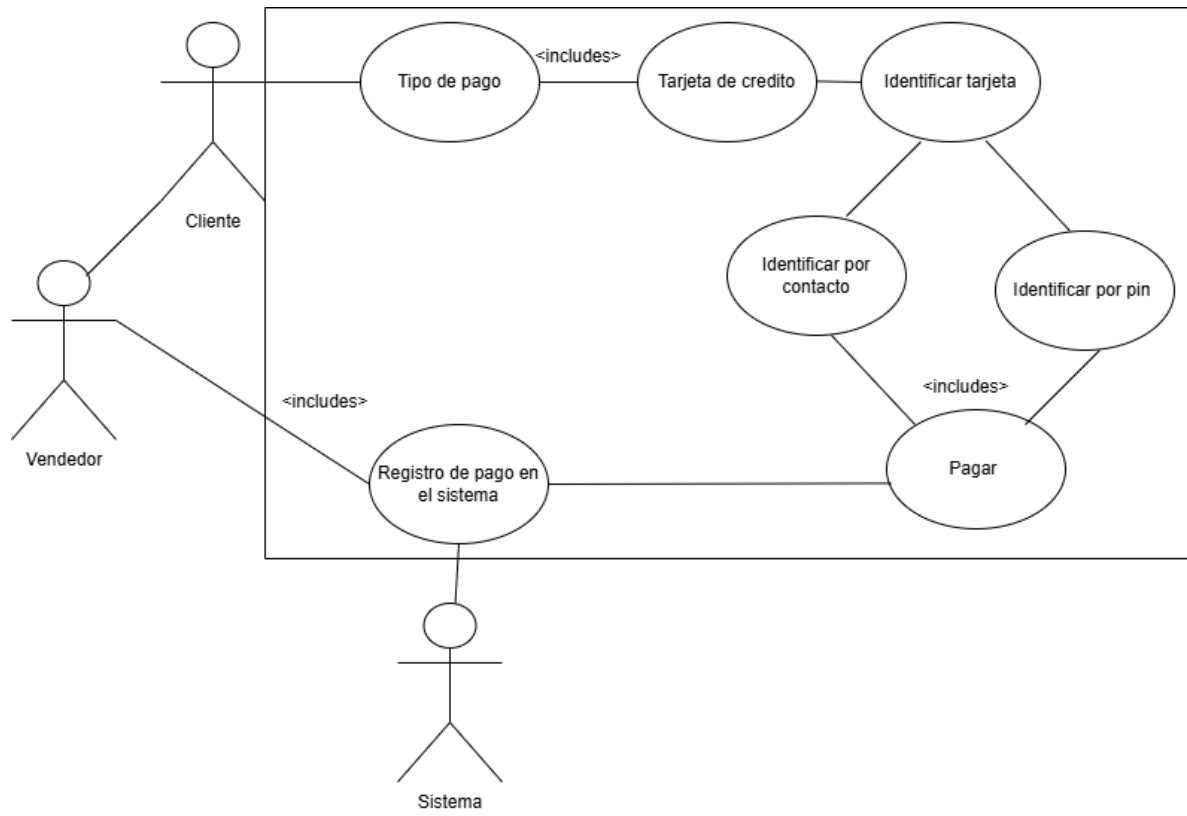 <includes>
Tipo de pago
Tarjeta de credito
Identificar tarjeta
Cliente
Identificar por
contacto
Identificar por pin
<includes>
<includes>
Vendedor
Registro de pago en
el sistema
Pagar
Sistema